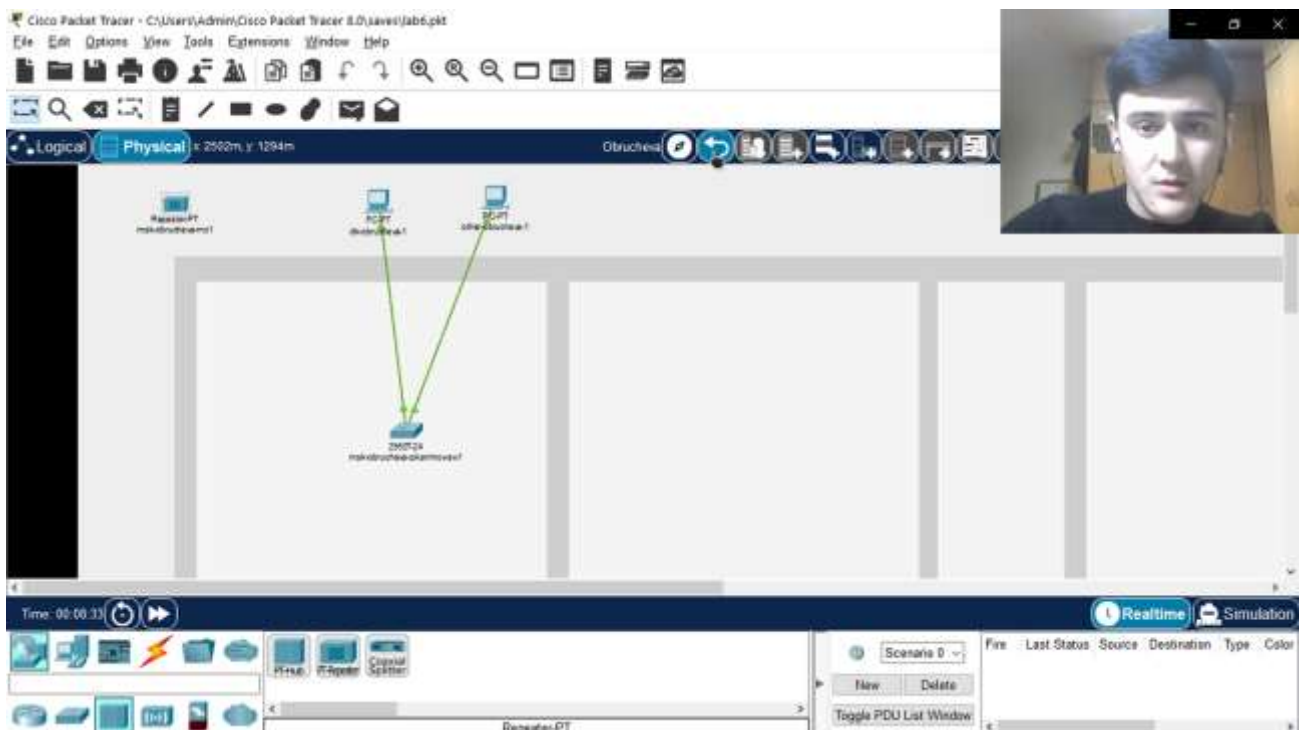 Cisco Packet Tracer - C:\Users\Admin\Cisco Packet Tracer 8.0\saves\lab6.pkt
File Edit Options View Tools Extensions Window Help
Logical Physical x: 2502m, y: 1294m Obrucheva
Repeater-PT PC-PT PC-PT
2960T-24
Time: 00:08:33 Realtime Simulation
PT-Hub PT-Repeater Coaxial Splitter
Scenario 0
Fire Last Status Source Destination Type Color
New Delete
Toggle PDU List Window
Repeater-PT